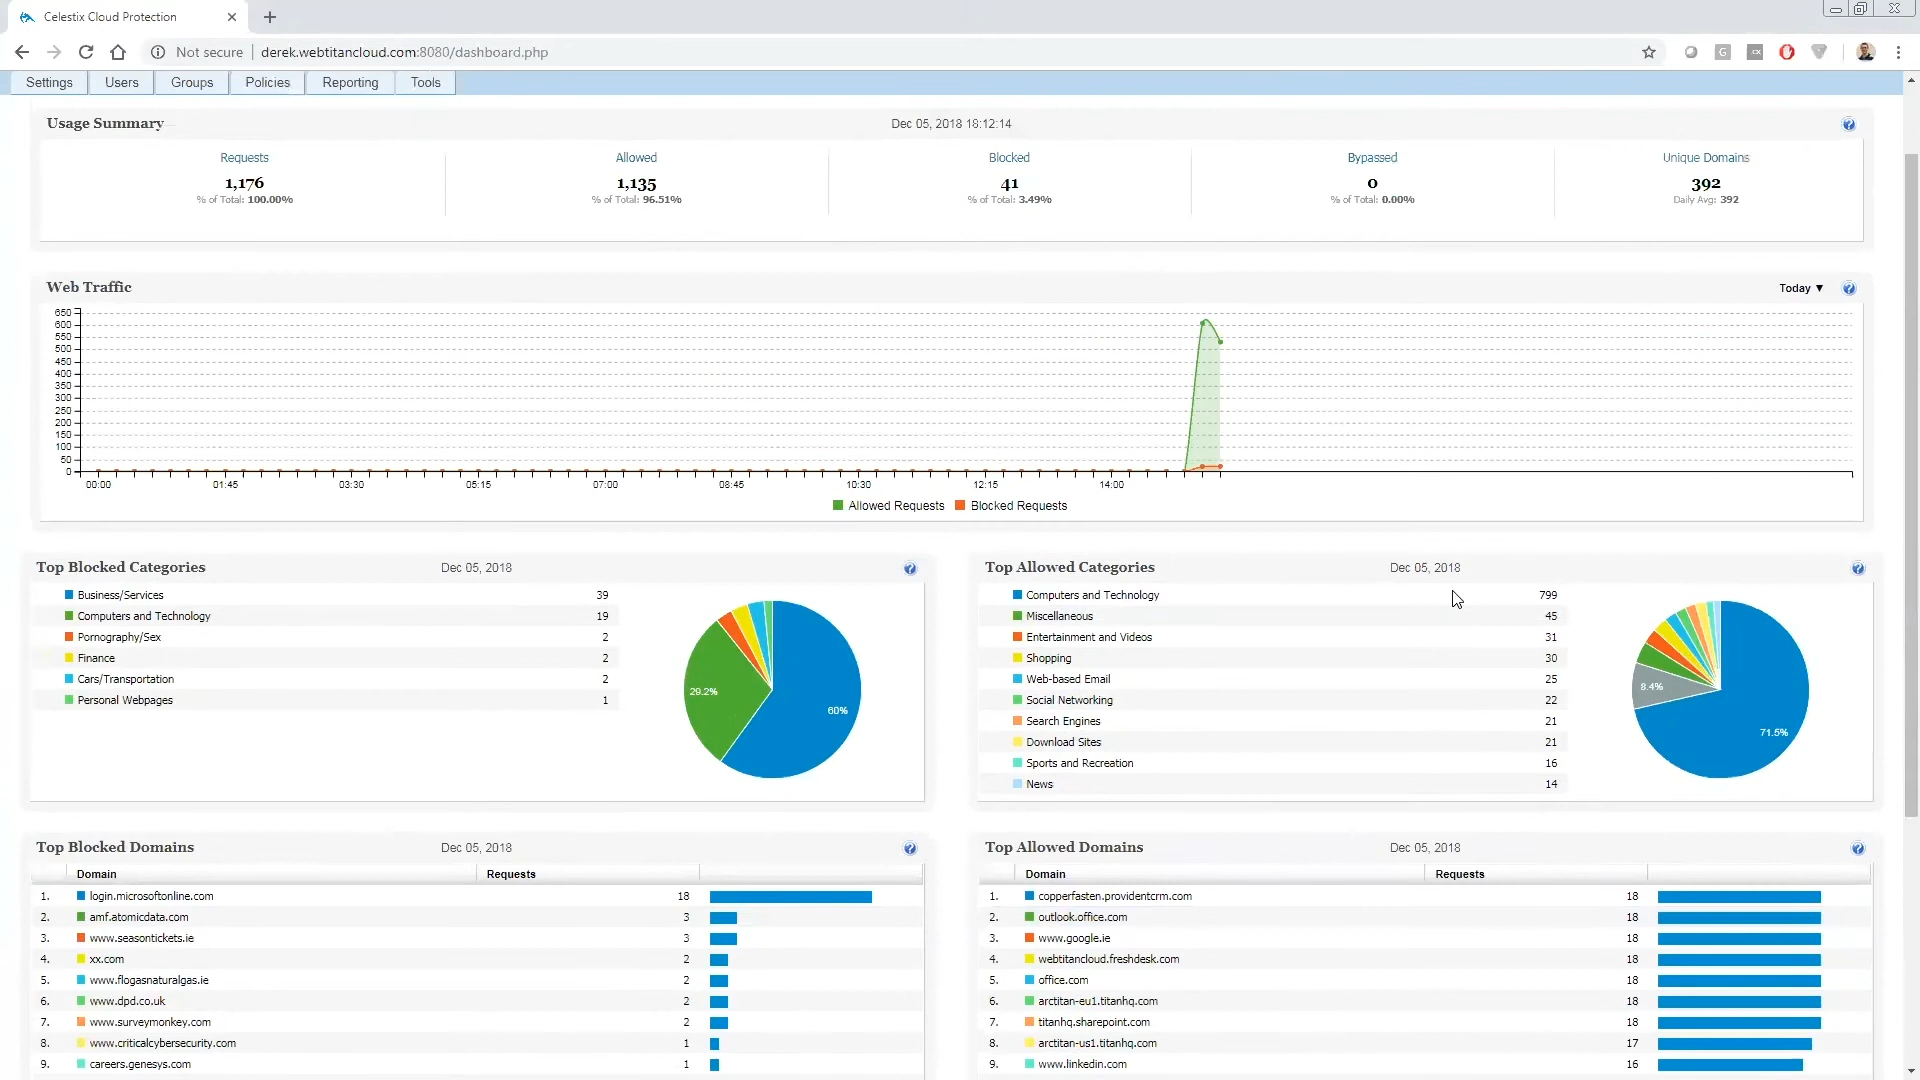 Celestix Cloud Protection
Not secure derek.webtitancloud.com:8080/dashboard.php
Settings Users Groups Policies Reporting Tools
Usage Summary Dec 05, 2018 18:12:14
Requests Allowed Blocked Bypassed Unique Domains
1,176 1,135 41 0 392
% of Total: 100.00% % of Total: 96.51% % of Total: 3.49% % of Total: 0.00% Daily Avg: 392
Web Traffic Today ▼
650
600
550
500
450
400
350
300
250
200
150
100
50
0
00:00 01:45 03:30 05:15 07:00 08:45 10:30 12:15 14:00
Allowed Requests Blocked Requests
Top Blocked Categories Dec 05, 2018
Business/Services 39
Computers and Technology 19
Pornography/Sex 2
Finance 2
Cars/Transportation 2
Personal Webpages 1
29.2%
60%
Top Allowed Categories Dec 05, 2018
Computers and Technology 799
Miscellaneous 45
Entertainment and Videos 31
Shopping 30
Web-based Email 25
Social Networking 22
Search Engines 21
Download Sites 21
Sports and Recreation 16
News 14
8.4%
71.5%
Top Blocked Domains Dec 05, 2018
Domain Requests
1. login.microsoftonline.com 18
2. amf.atomicdata.com 3
3. www.seasontickets.ie 3
4. xx.com 2
5. www.flogasnaturalgas.ie 2
6. www.dpd.co.uk 2
7. www.surveymonkey.com 2
8. www.criticalcybersecurity.com 1
9. careers.genesys.com 1
Top Allowed Domains Dec 05, 2018
Domain Requests
1. copperfasten.providentcrm.com 18
2. outlook.office.com 18
3. www.google.ie 18
4. webtitancloud.freshdesk.com 18
5. office.com 18
6. arctitan-eu1.titanhq.com 18
7. titanhq.sharepoint.com 18
8. arctitan-us1.titanhq.com 17
9. www.linkedin.com 16